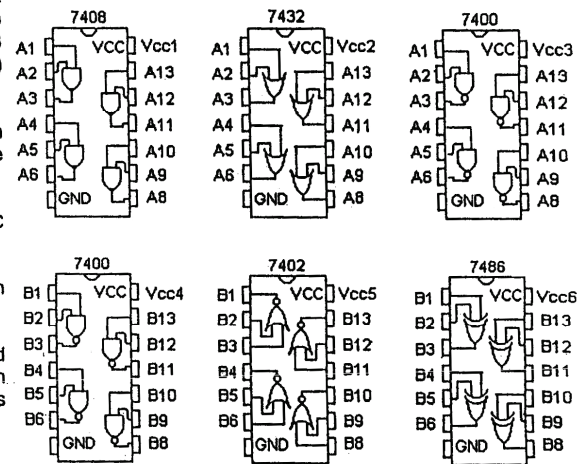 7408 7432 7400
A1 VCC Vcc1 A1 VCC Vcc2 A1 VCC Vcc3
A2 A13 A2 A13 A2 A13
A3 A12 A3 A12 A3 A12
A4 A11 A4 A11 A4 A11
A5 A10 A5 A10 A5 A10
A6 A9 A6 A9 A6 A9
GND A8 GND A8 GND A8
7400 7402 7486
B1 VCC Vcc4 B1 VCC Vcc5 B1 VCC Vcc6
B2 B13 B2 B13 B2 B13
B3 B12 B3 B12 B3 B12
B4 B11 B4 B11 B4 B11
B5 B10 B5 B10 B5 B10
B6 B9 B6 B9 B6 B9
GND B8 GND B8 GND B8